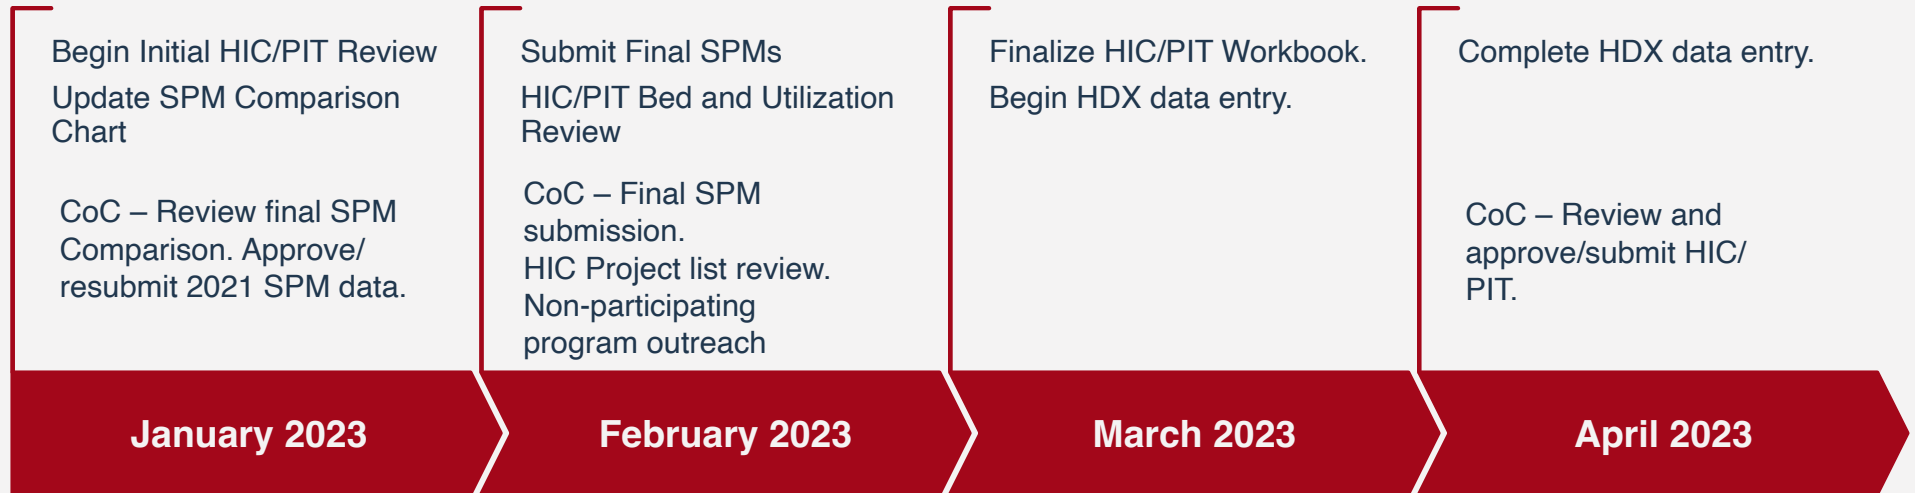 Begin Initial HIC/PIT Review
Update SPM Comparison
Chart
CoC – Review final SPM
Comparison. Approve/
resubmit 2021 SPM data.
January 2023
Submit Final SPMs
HIC/PIT Bed and Utilization
Review
CoC – Final SPM
submission.
HIC Project list review.
Non-participating
program outreach
February 2023
Finalize HIC/PIT Workbook.
Begin HDX data entry.
March 2023
Complete HDX data entry.
CoC – Review and
approve/submit HIC/
PIT.
April 2023